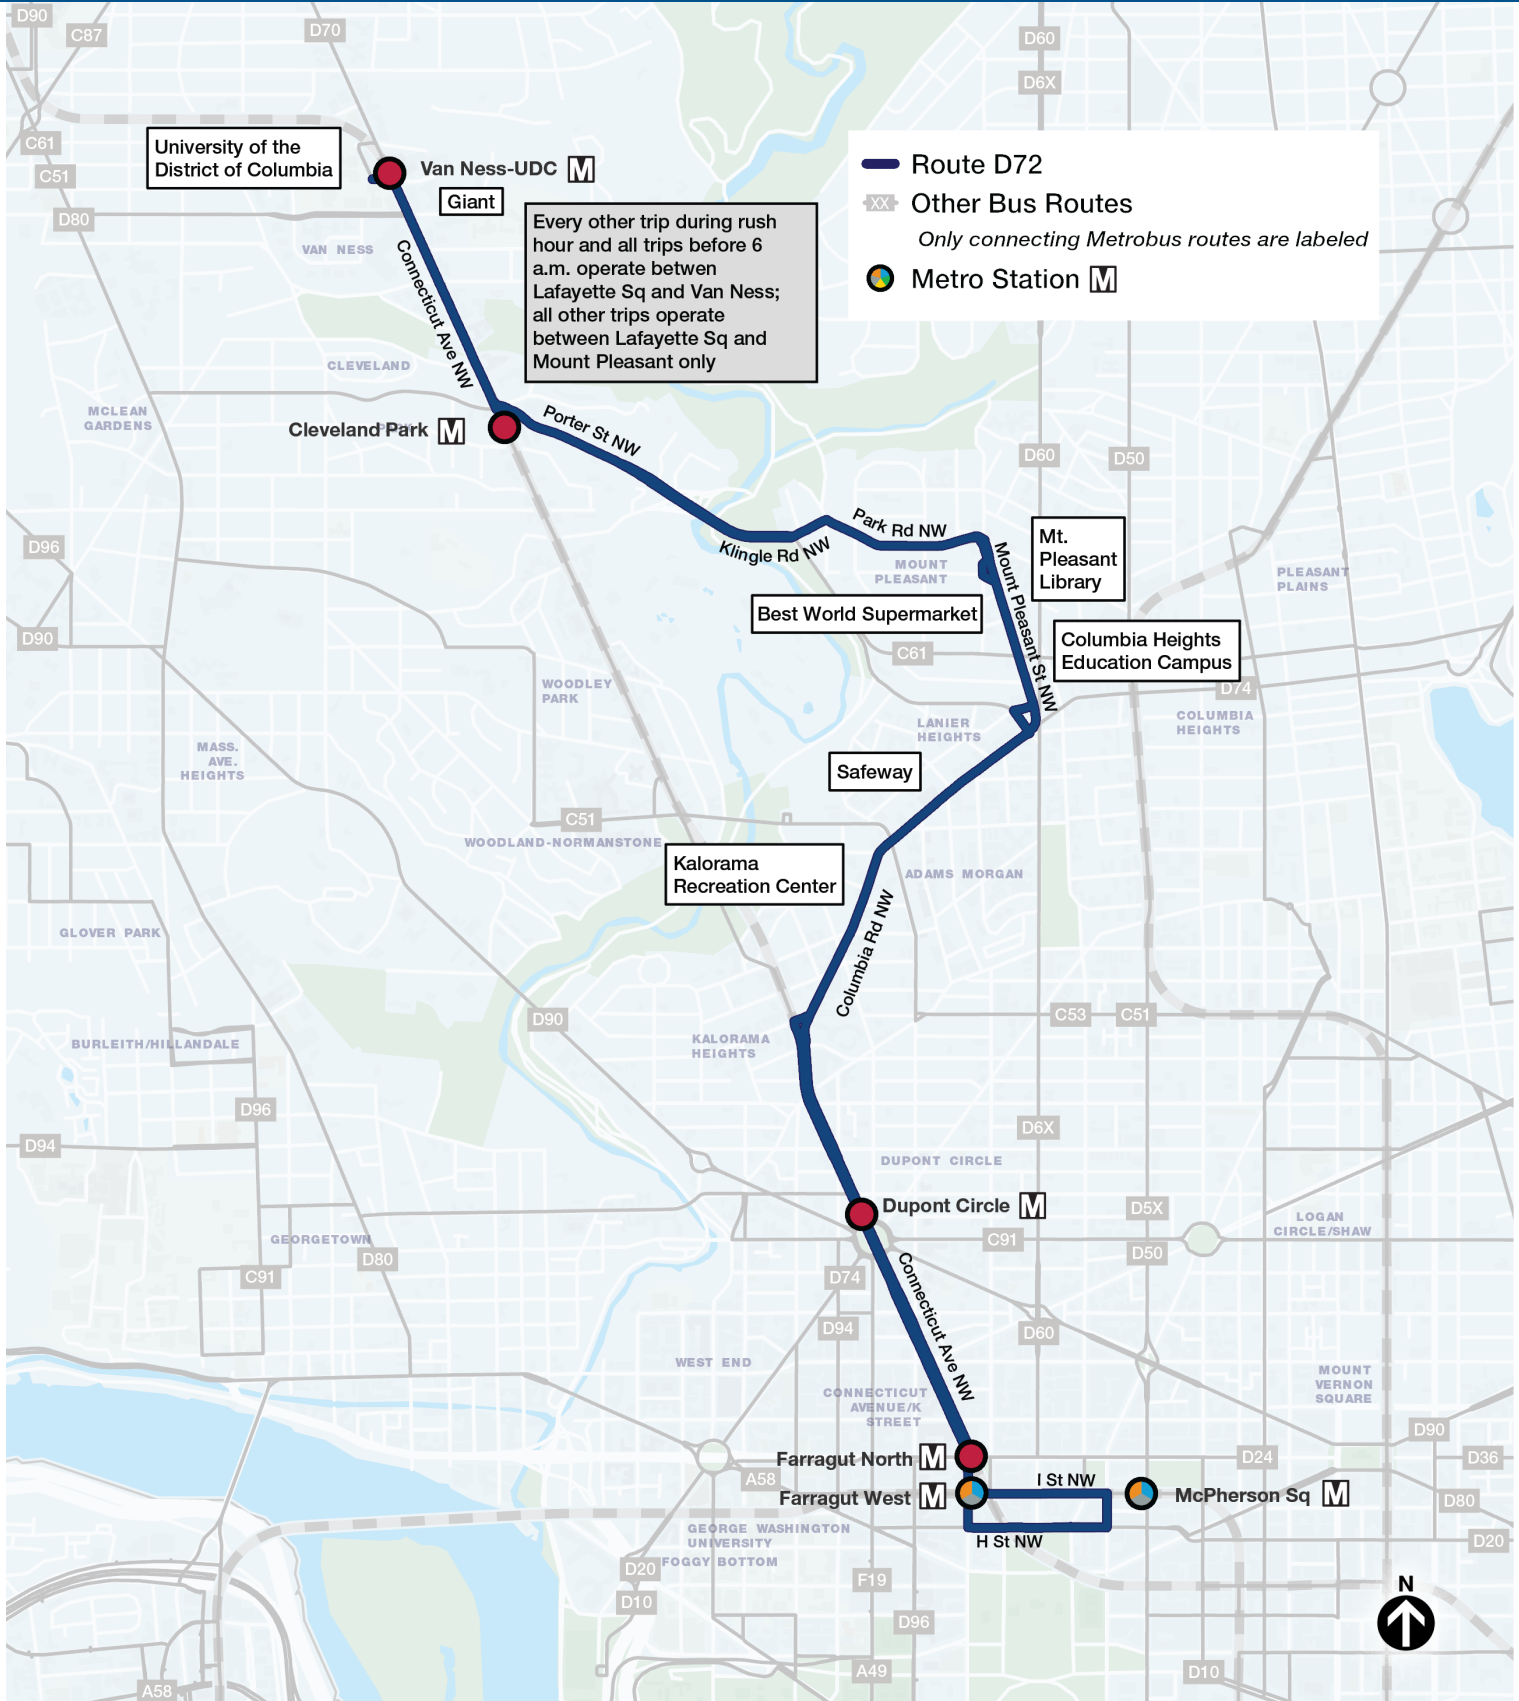 D90
C87
D70
D60
D6X
C61
C51
D80
University of the
District of Columbia
Van Ness-UDC M
Giant
VAN NESS
Connecticut Ave NW
Every other trip during rush
hour and all trips before 6
a.m. operate betwen
Lafayette Sq and Van Ness;
all other trips operate
between Lafayette Sq and
Mount Pleasant only
Route D72
XX Other Bus Routes
Only connecting Metrobus routes are labeled
Metro Station M
CLEVELAND
PARK
MCLEAN
GARDENS
Cleveland Park M
Porter St NW
D60
D50
Klingle Rd NW
Park Rd NW
MOUNT
PLEASANT
Mt.
Pleasant
Library
PLEASANT
PLAINS
D96
D90
Best World Supermarket
Mount Pleasant St NW
C61
Columbia Heights
Education Campus
D74
COLUMBIA
HEIGHTS
WOODLEY
PARK
LANIER
HEIGHTS
MASS.
AVE.
HEIGHTS
Safeway
C51
WOODLAND-NORMANSTONE
Kalorama
Recreation Center
ADAMS MORGAN
Columbia Rd NW
GLOVER PARK
D90
C53
C51
KALORAMA
HEIGHTS
BURLEITH/HILLANDALE
D96
D94
D6X
DUPONT CIRCLE
Dupont Circle M
D5X
LOGAN
CIRCLE/SHAW
C91
D50
GEORGETOWN
D80
C91
D74
Connecticut Ave NW
D94
D60
WEST END
CONNECTICUT
AVENUE/K
STREET
MOUNT
VERNON
SQUARE
D90
D24
D36
Farragut North M
A58
I St NW
Farragut West M
McPherson Sq M
D80
GEORGE WASHINGTON
UNIVERSITY
FOGGY BOTTOM
H St NW
D20
D20
D10
F19
D96
N
A49
D10
A58